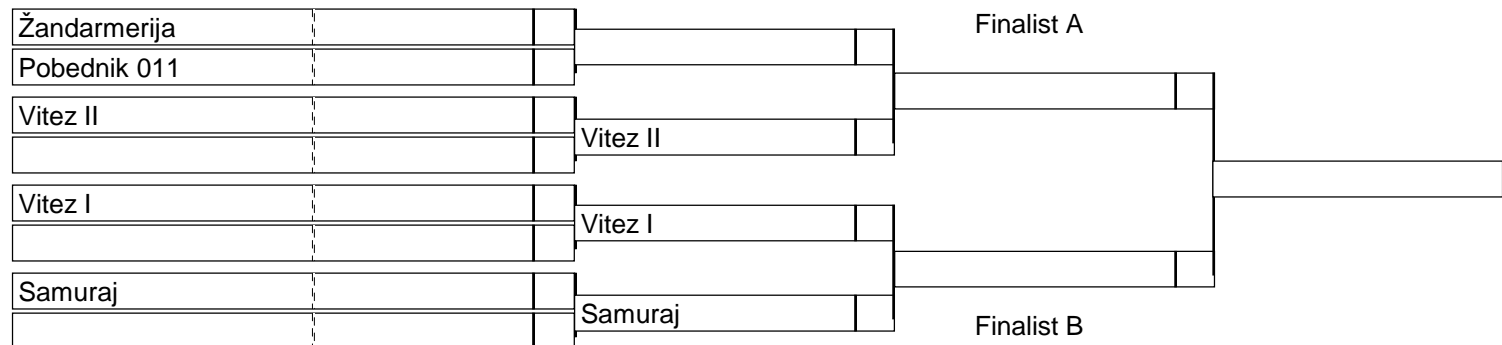 Žandarmerija
Pobednik 011
Vitez II
Vitez I
Samuraj
Vitez II
Vitez I
Samuraj
Finalist A
Finalist B